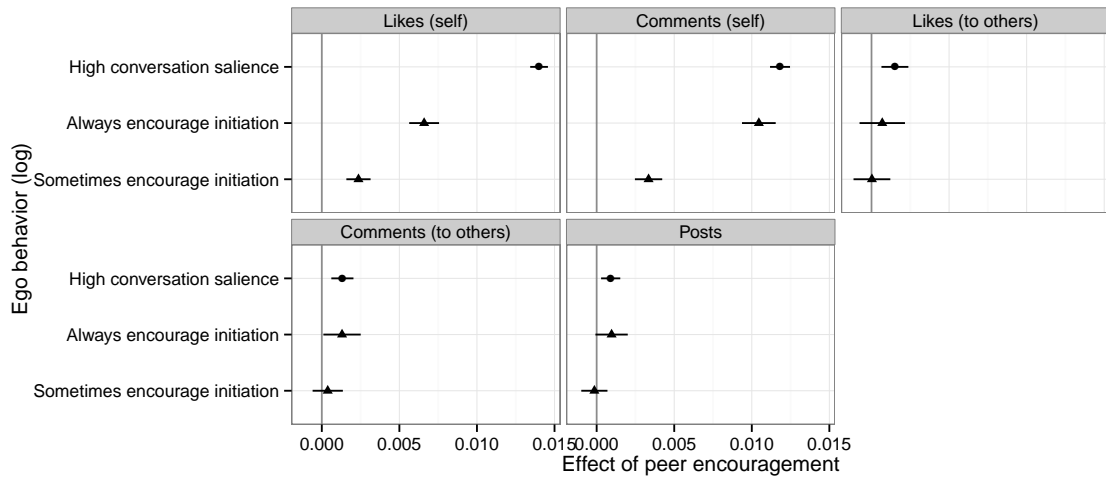 Likes (self) Comments (self) Likes (to others)
High conversation salience
Always encourage initiation
Sometimes encourage initiation
Comments (to others) Posts
High conversation salience
Always encourage initiation
Sometimes encourage initiation
Ego behavior (log)
0.000 0.005 0.010 0.015 0.000 0.005 0.010 0.015
Effect of peer encouragement